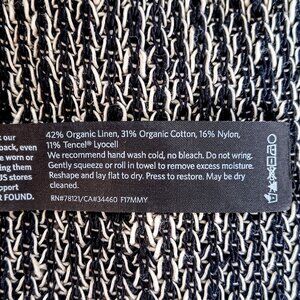 our
back, even
e worn or
ing them
US stores
pport
R FOUND.
42% Organic Linen, 31% Organic Cotton, 16% Nylon,
11% Tencel® Lyocell
We recommend hand wash cold, no bleach. Do not wring.
Gently squeeze or roll in towel to remove excess moisture.
Reshape and lay flat to dry. Press to restore. May be dry
cleaned.
RN#78121/CA#34460 F17MMY